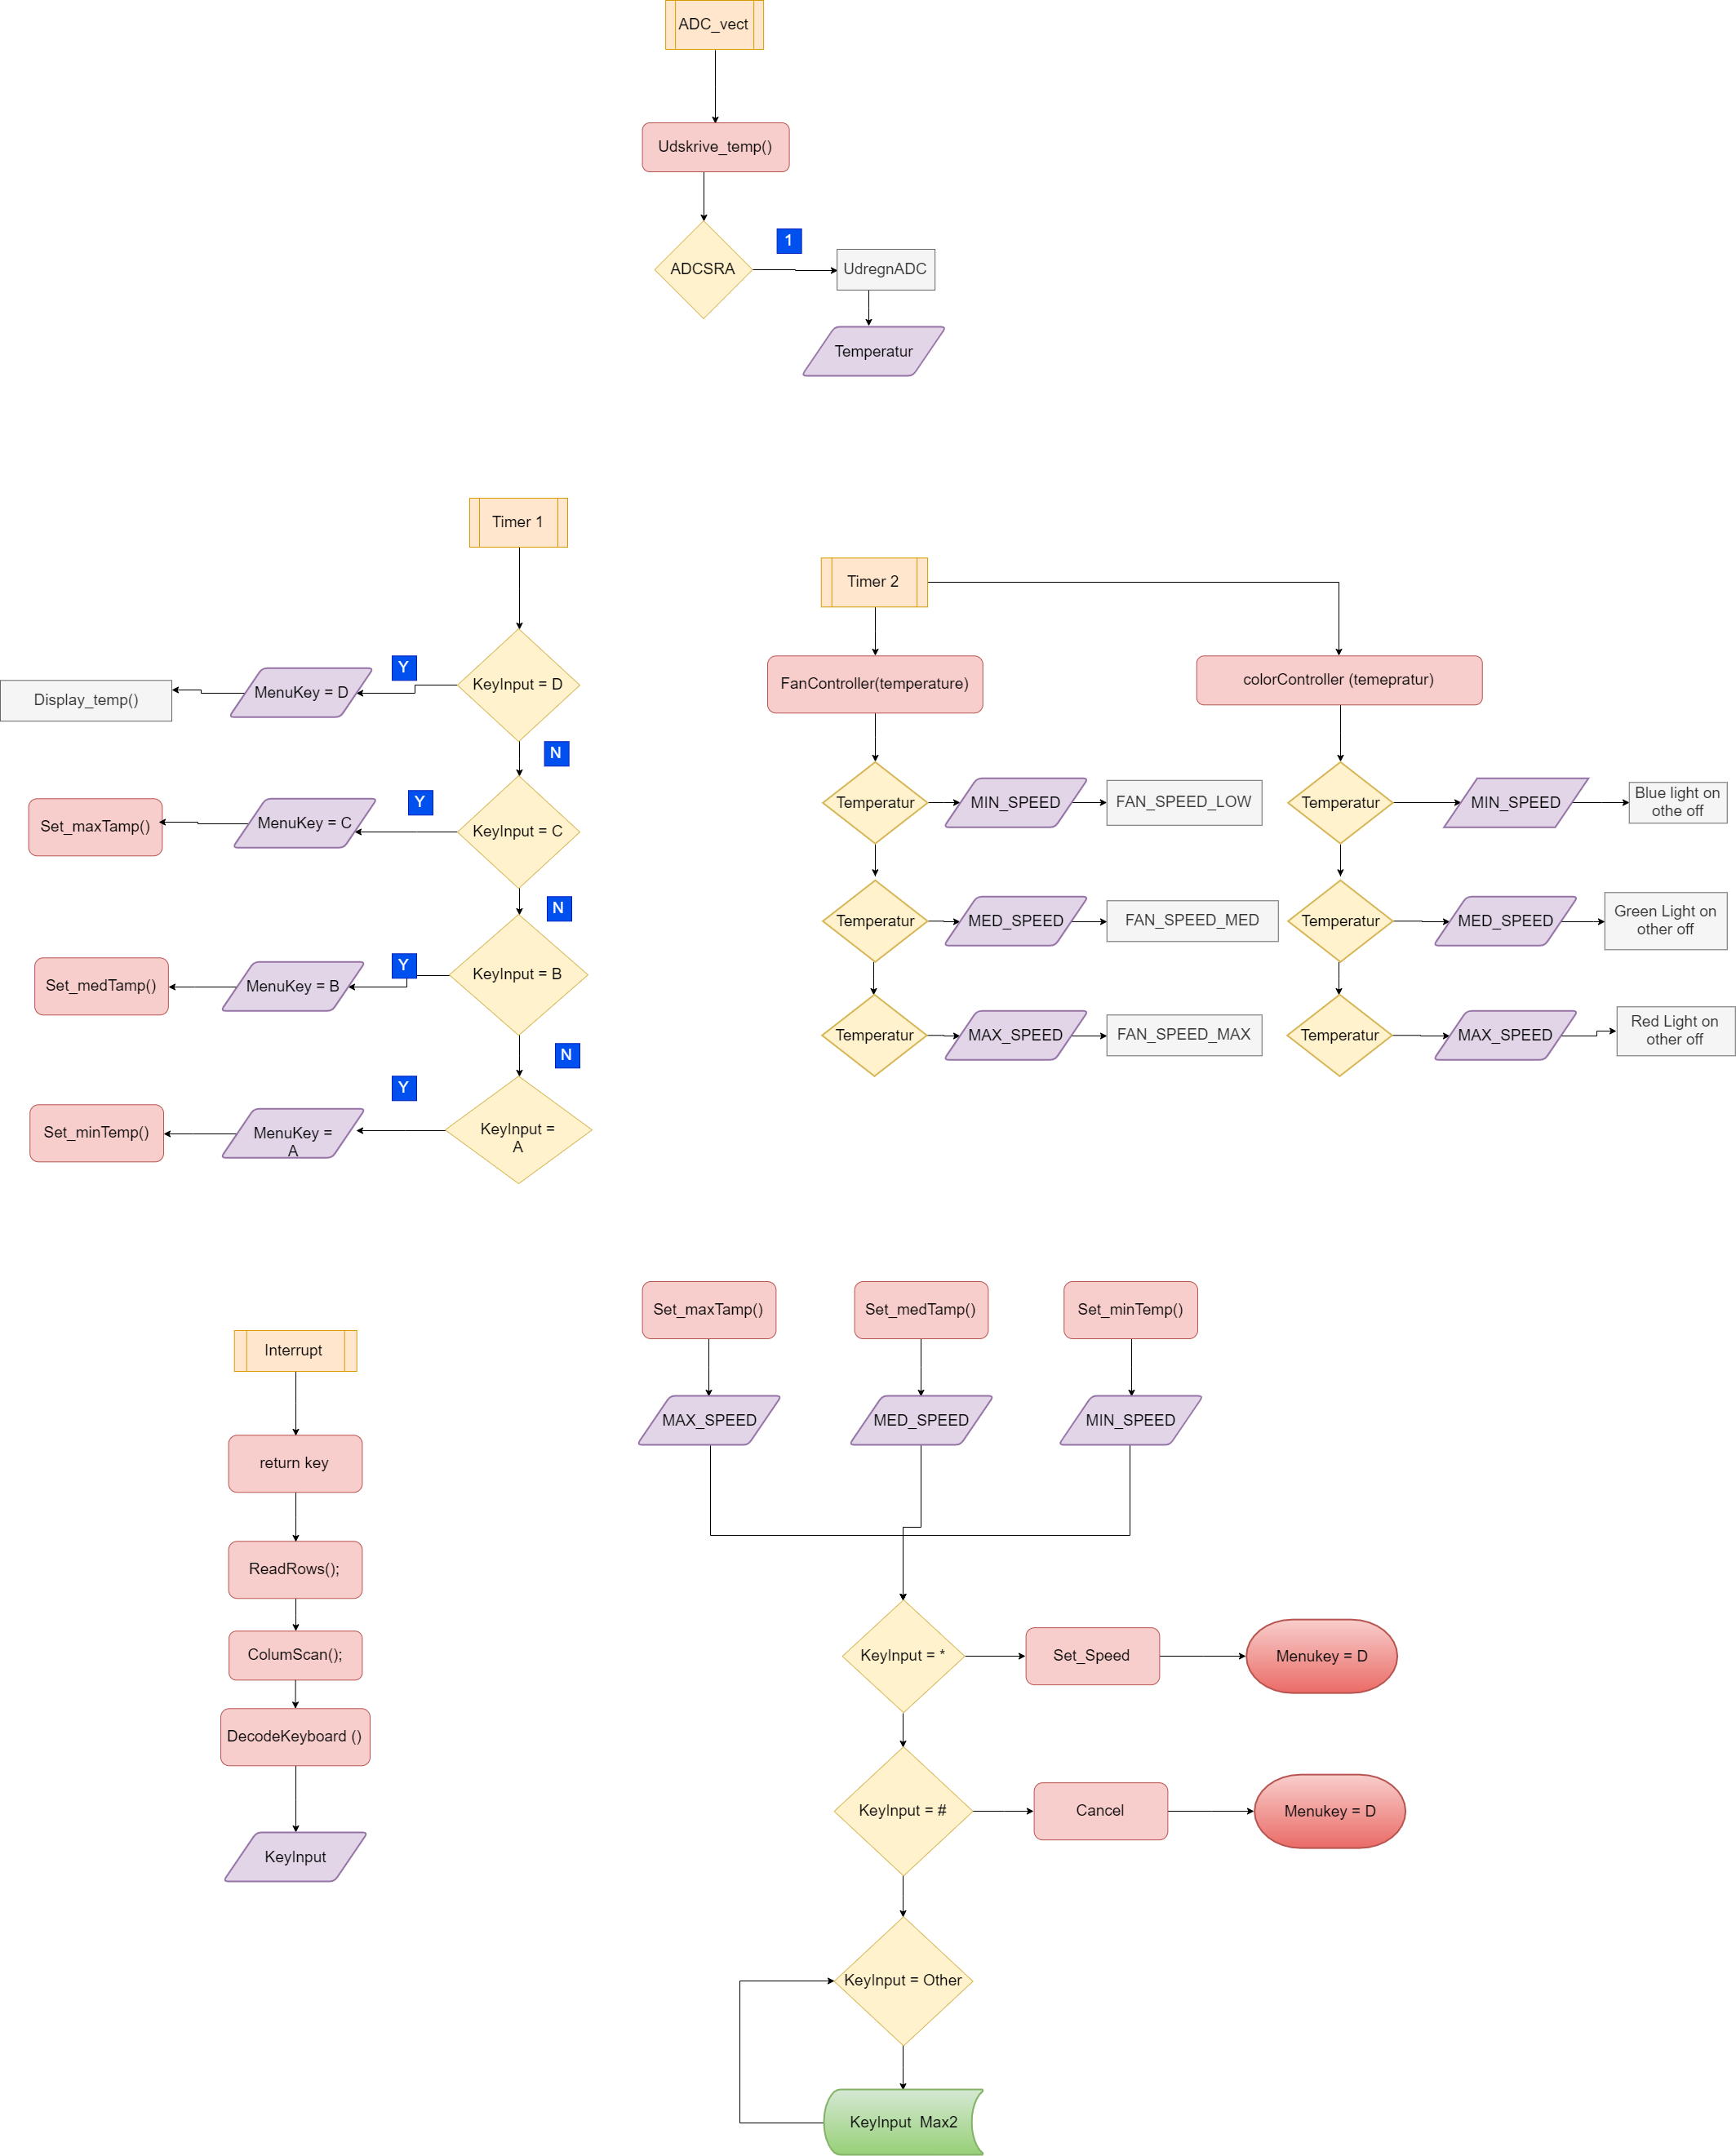 ADC_vect
Udskrive_temp()
ADCSRA
1
UdregnADC
Temperatur
Timer 1
KeyInput = D
Y
MenuKey = D
Display_temp()
N
KeyInput = C
Y
MenuKey = C
Set_maxTamp()
N
KeyInput = B
Y
MenuKey = B
Set_medTamp()
N
KeyInput =
A
Y
MenuKey =
A
Set_minTemp()
Timer 2
FanController(temperature)
Temperatur
MIN_SPEED
FAN_SPEED_LOW
Temperatur
MED_SPEED
FAN_SPEED_MED
Temperatur
MAX_SPEED
FAN_SPEED_MAX
colorController (temepratur)
Temperatur
MIN_SPEED
Blue light on
othe off
Temperatur
MED_SPEED
Green Light on
other off
Temperatur
MAX_SPEED
Red Light on
other off
Interrupt
return key
ReadRows();
ColumScan();
DecodeKeyboard ()
KeyInput
Set_maxTamp()
Set_medTamp()
Set_minTemp()
MAX_SPEED
MED_SPEED
MIN_SPEED
KeyInput = *
Set_Speed
Menukey = D
KeyInput = #
Cancel
Menukey = D
KeyInput = Other
KeyInput  Max2